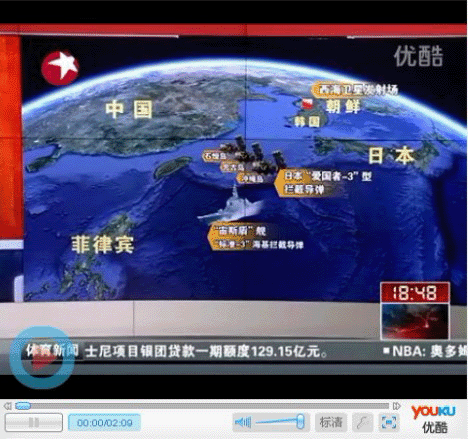 优酷
西海卫星发射场
中国
朝鲜
韩国
日本
石垣岛
宫古岛
冲绳岛
日本“爱国者-3”型
拦截导弹
“宙斯盾”舰
“标准-3”海基拦截导弹
菲律宾
18:48
体育新闻 士尼项目银团贷款一期额度129.15亿元。 ■NBA: 奥多姆
00:00/02:09
标清
YOUKU
优酷